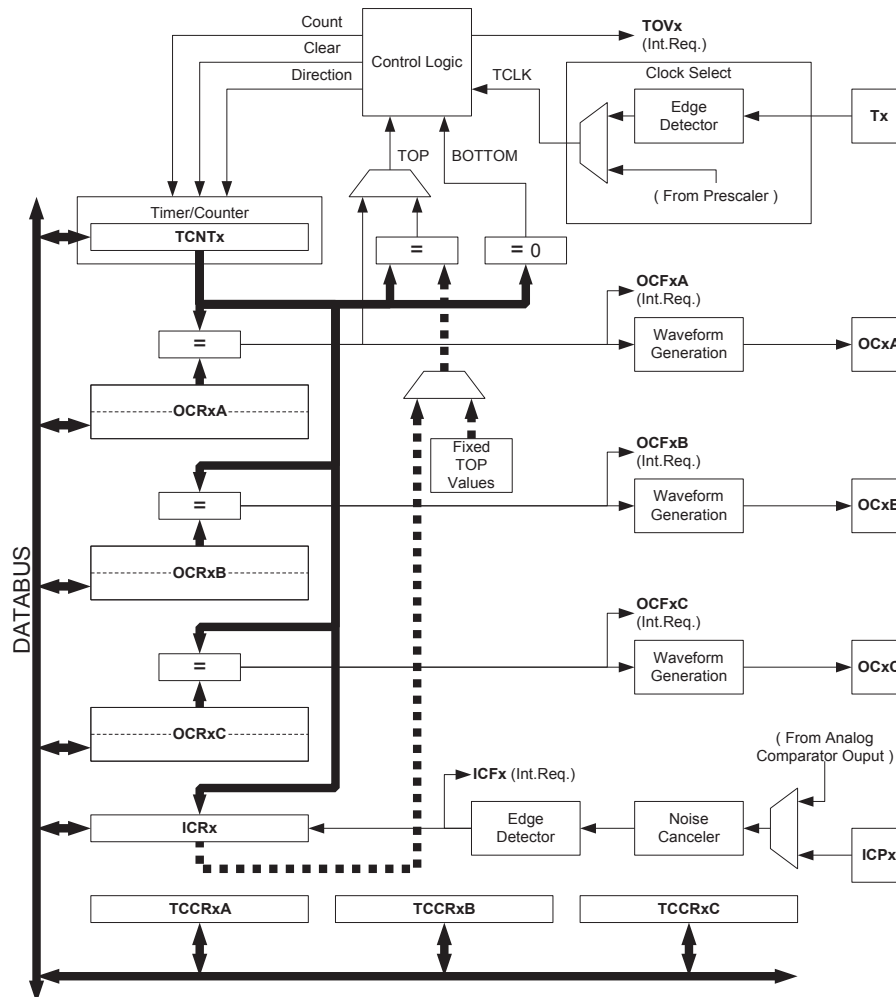 Count
Clear
Direction
Control Logic
TOVx
(Int.Req.)
TCLK
Clock Select
Edge
Detector
Tx
( From Prescaler )
TOP
BOTTOM
Timer/Counter
TCNTx
=
= 0
OCFxA
(Int.Req.)
=
Waveform
Generation
OCxA
OCRxA
Fixed
TOP
Values
OCFxB
(Int.Req.)
=
Waveform
Generation
OCxB
OCRxB
DATABUS
OCFxC
(Int.Req.)
=
Waveform
Generation
OCxC
OCRxC
( From Analog
Comparator Ouput )
ICFx (Int.Req.)
ICRx
Edge
Detector
Noise
Canceler
ICPx
TCCRxA
TCCRxB
TCCRxC